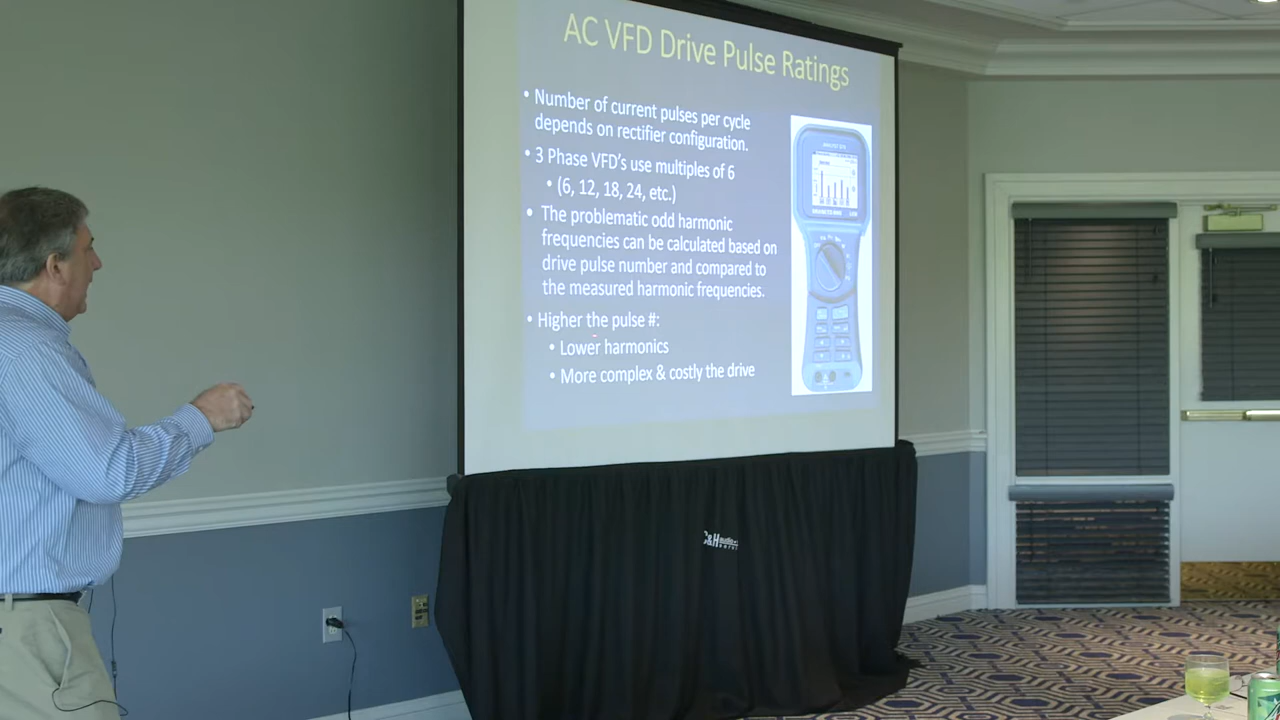 AC VFD Drive Pulse Ratings
• Number of current pulses per cycle
depends on rectifier configuration.
• 3 Phase VFD's use multiples of 6
• (6, 12, 18, 24, etc.)
• The problematic odd harmonic
frequencies can be calculated based on
drive pulse number and compared to
the measured harmonic frequencies.
• Higher the pulse #:
• Lower harmonics
• More complex & costly the drive